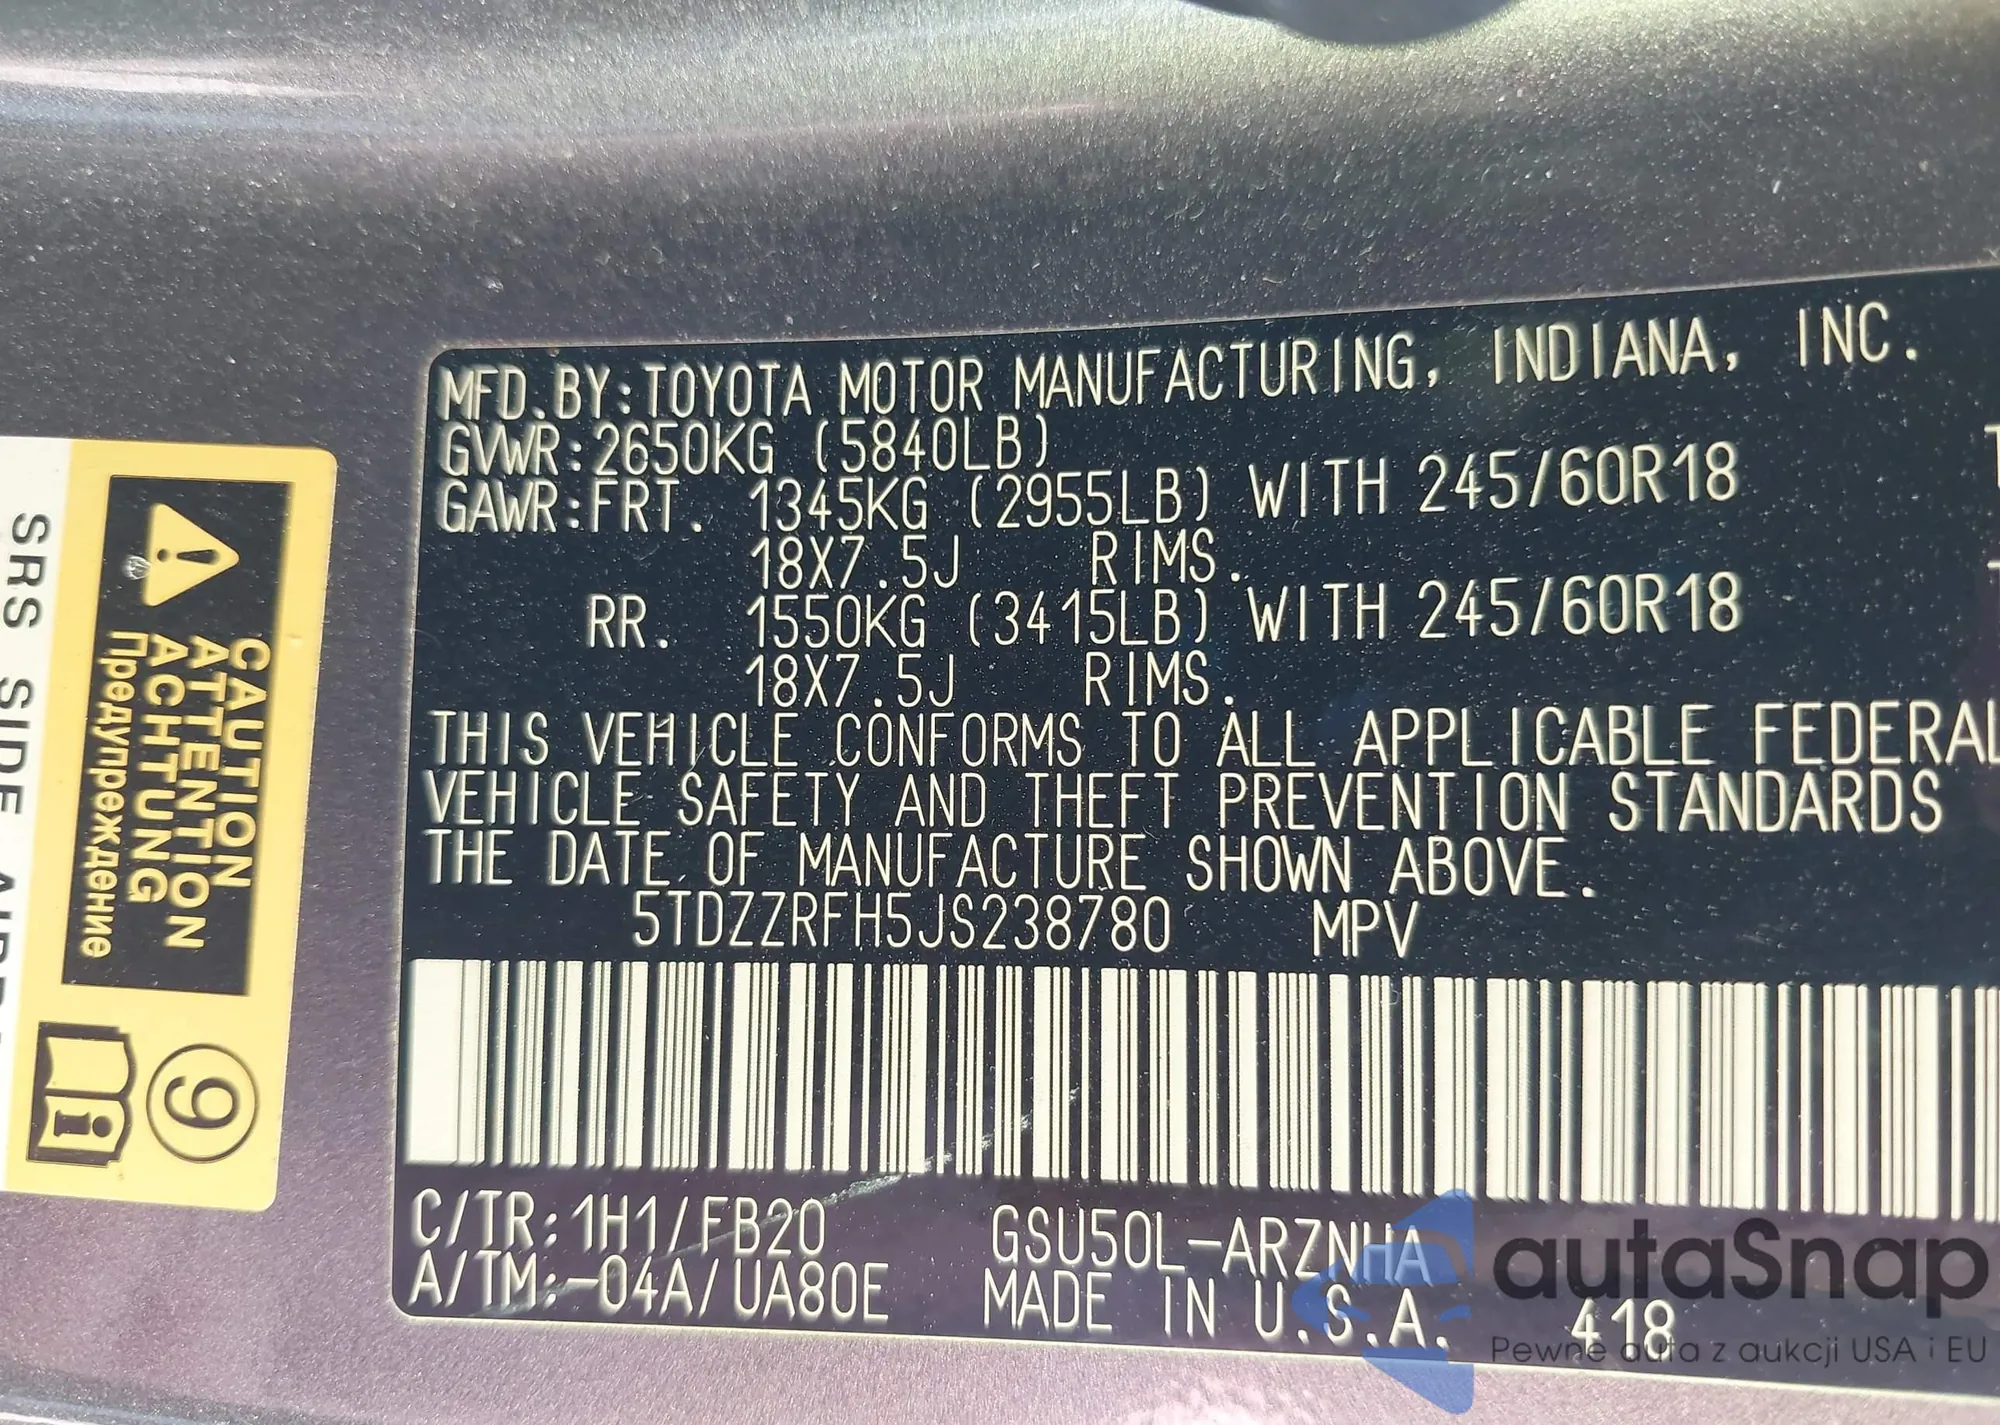 MFD.BY:TOYOTA MOTOR MANUFACTURING, INDIANA, INC.
GVWR:2650KG (5840LB)
GAWR:FRT. 1345KG (2955LB) WITH 245/60R18
18X7.5J RIMS.
RR. 1550KG (3415LB) WITH 245/60R18
18X7.5J RIMS.
THIS VEHICLE CONFORMS TO ALL APPLICABLE FEDERAL
VEHICLE SAFETY AND THEFT PREVENTION STANDARDS
THE DATE OF MANUFACTURE SHOWN ABOVE.
5TDZZRFH5JS238780 MPV
C/TR:1H1/FB20 GSU50L-ARZNHA
A/TM:-04A/UA80E MADE IN U.S.A. 418
CAUTION
ATTENTION
ACHTUNG
Предупреждение
9
i
SRS SIDE
autaSnap
Pewne auta z aukcji USA i EU